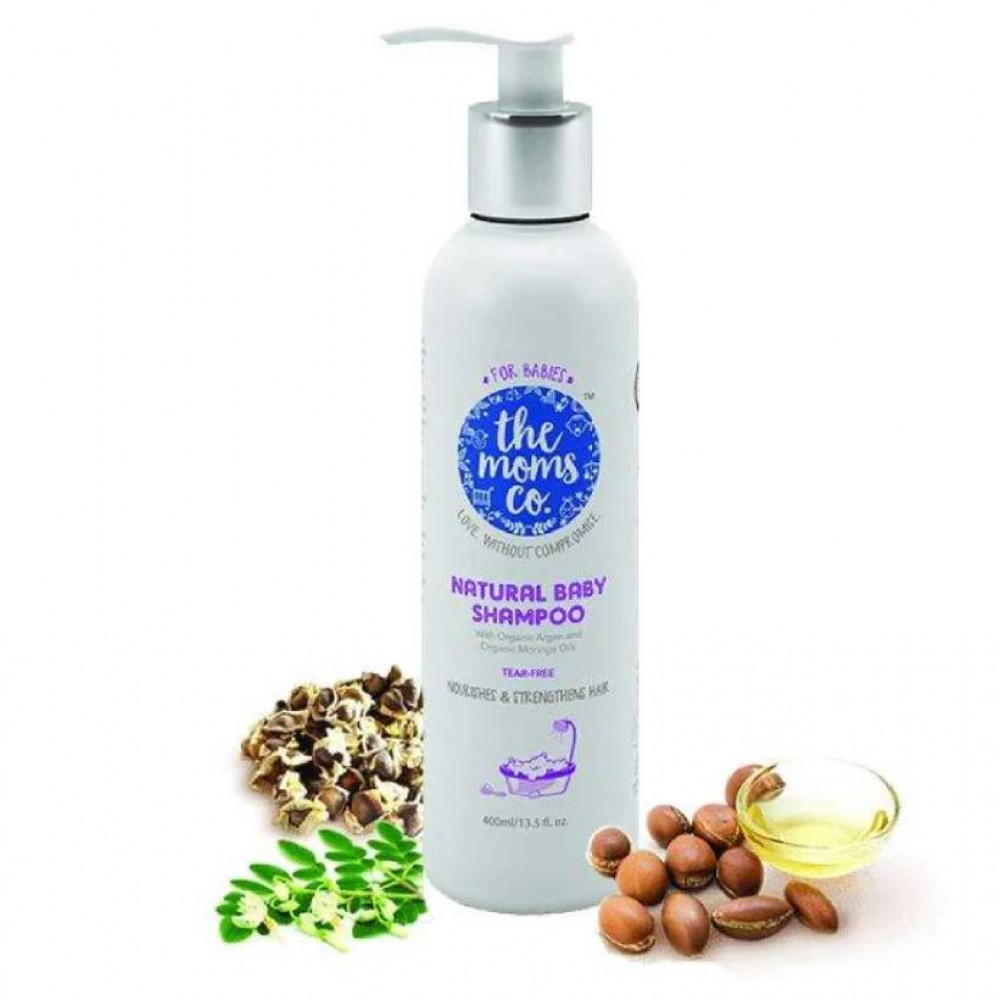 FOR BABIES
TM
the
moms
co.
LOVE. WITHOUT COMPROMISE.
NATURAL BABY
SHAMPOO
With Organic Argan and
Organic Moringa Oils
TEAR-FREE
NOURISHES & STRENGTHENS HAIR
400ml/13.5 fl. oz.